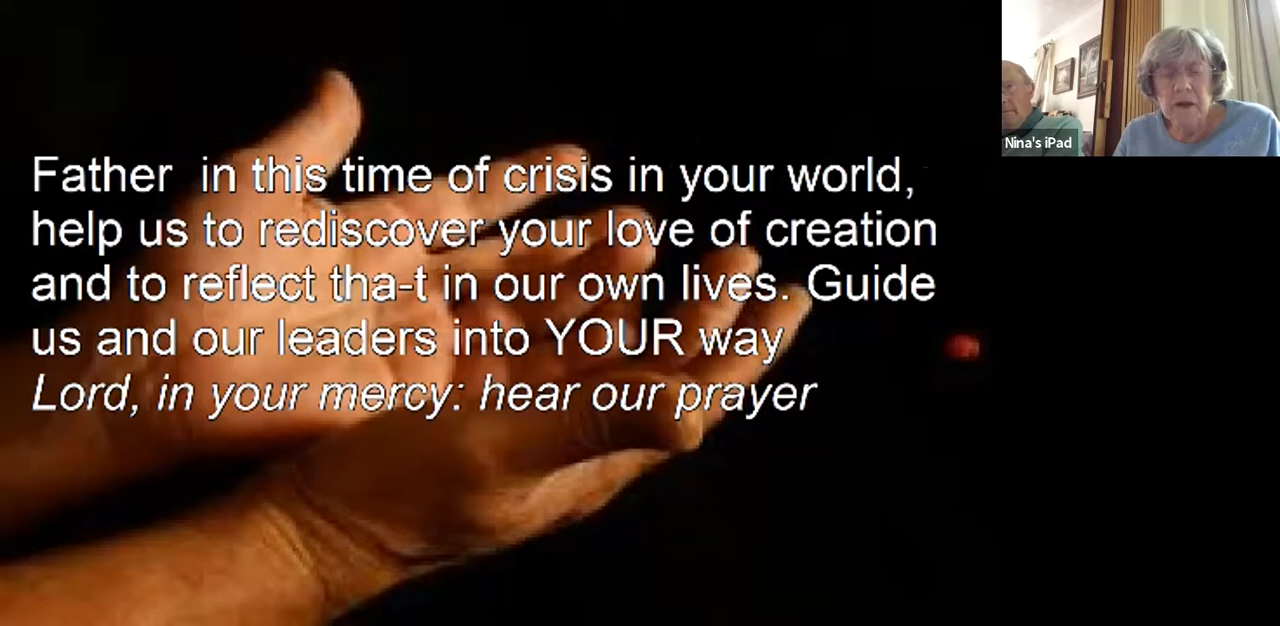 Father in this time of crisis in your world,
help us to rediscover your love of creation
and to reflect tha-t in our own lives. Guide
us and our leaders into YOUR way
Lord, in your mercy: hear our prayer
Nina's iPad